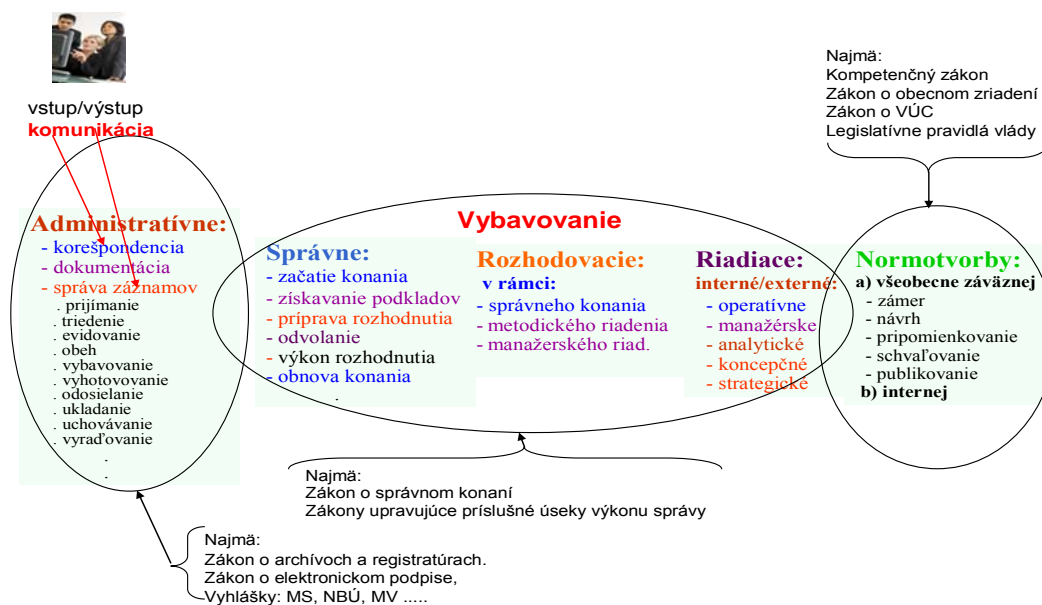 vstup/výstup
komunikácia
Administratívne:
- korešpondencia
- dokumentácia
- správa záznamov
. prijímanie
. triedenie
. evidovanie
. obeh
. vybavovanie
. vyhotovovanie
. odosielanie
. ukladanie
. uchovávanie
. vyraďovanie
.
.
Vybavovanie
Správne:
- začatie konania
- získavanie podkladov
- príprava rozhodnutia
- odvolanie
- výkon rozhodnutia
- obnova konania
.
Rozhodovacie:
v rámci:
- správneho konania
- metodického riadenia
- manažerského riad.
Riadiace:
interné/externé:
- operatívne
- manažérske
- analytické
- koncepčné
- strategické
Normotvorby:
a) všeobecne záväznej
- zámer
- návrh
- pripomienkovanie
- schvaľovanie
- publikovanie
b) internej
Najmä:
Kompetenčný zákon
Zákon o obecnom zriadení
Zákon o VÚC
Legislatívne pravidlá vlády
Najmä:
Zákon o správnom konaní
Zákony upravujúce príslušné úseky výkonu správy
Najmä:
Zákon o archívoch a registratúrach.
Zákon o elektronickom podpise,
Vyhlášky: MS, NBÚ, MV .....